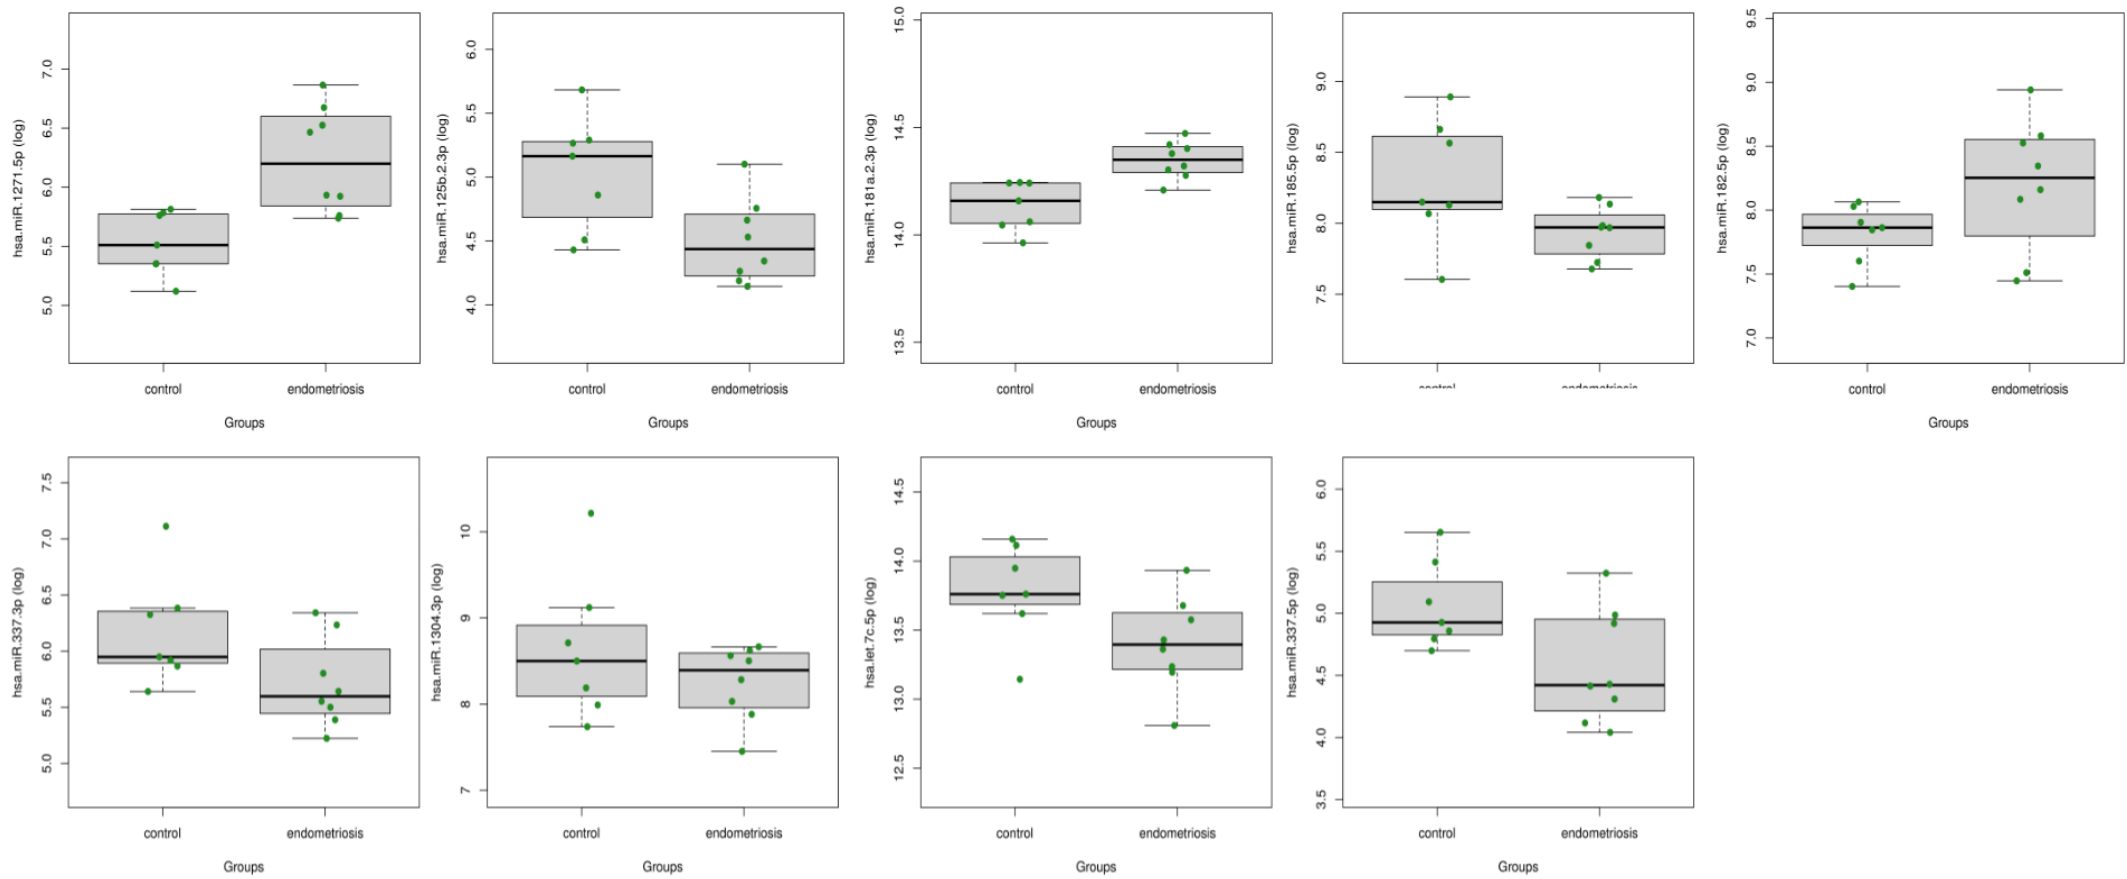 hsa.miR.1271.5p (log)
7.0
6.5
6.0
5.5
5.0
control
endometriosis
Groups
hsa.miR.125b.2.3p (log)
6.0
5.5
5.0
4.5
4.0
control
endometriosis
Groups
hsa.miR.181a.2.3p (log)
15.0
14.5
14.0
13.5
control
endometriosis
Groups
hsa.miR.185.5p (log)
9.0
8.5
8.0
7.5
control
endometriosis
hsa.miR.182.5p (log)
9.5
9.0
8.5
8.0
7.5
7.0
control
endometriosis
Groups
hsa.miR.337.3p (log)
7.5
7.0
6.5
6.0
5.5
5.0
control
endometriosis
Groups
hsa.miR.1304.3p (log)
10
9
8
7
control
endometriosis
Groups
hsa.let.7c.5p (log)
14.5
14.0
13.5
13.0
12.5
control
endometriosis
Groups
hsa.miR.337.5p (log)
6.0
5.5
5.0
4.5
4.0
3.5
control
endometriosis
Groups